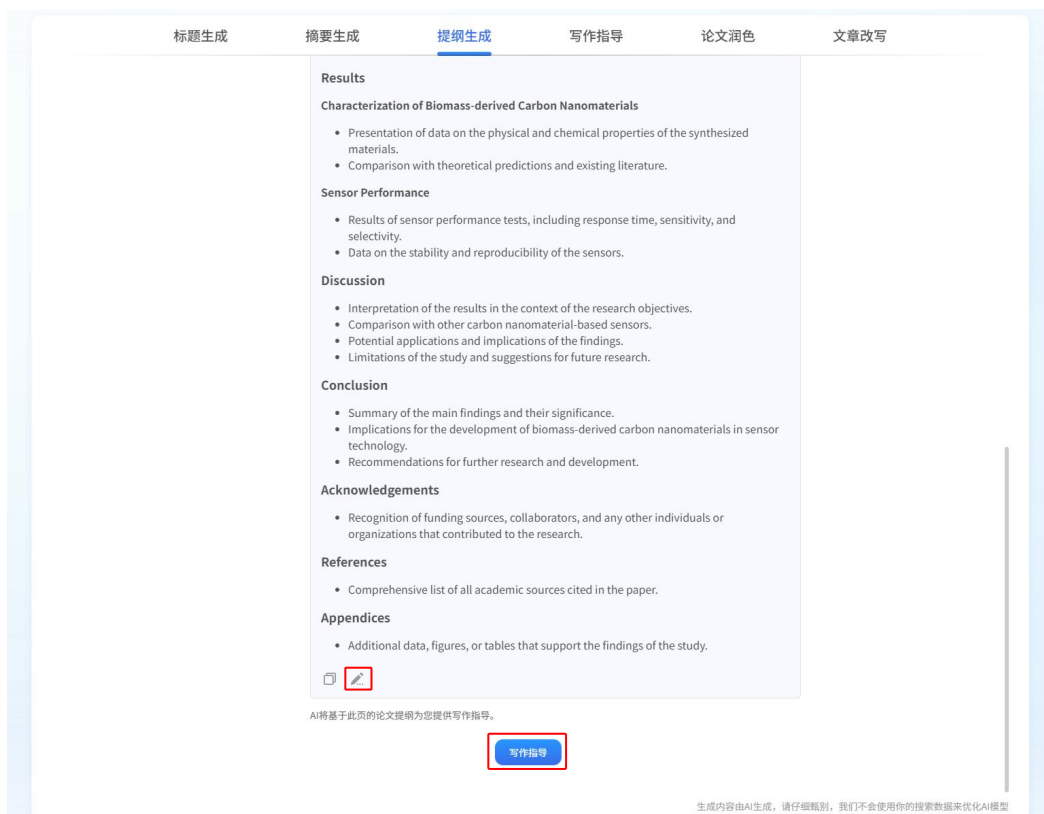 标题生成 摘要生成 提纲生成 写作指导 论文润色 文章改写
Results
Characterization of Biomass-derived Carbon Nanomaterials
• Presentation of data on the physical and chemical properties of the synthesized
materials.
• Comparison with theoretical predictions and existing literature.
Sensor Performance
• Results of sensor performance tests, including response time, sensitivity, and
selectivity.
• Data on the stability and reproducibility of the sensors.
Discussion
• Interpretation of the results in the context of the research objectives.
• Comparison with other carbon nanomaterial-based sensors.
• Potential applications and implications of the findings.
• Limitations of the study and suggestions for future research.
Conclusion
• Summary of the main findings and their significance.
• Implications for the development of biomass-derived carbon nanomaterials in sensor
technology.
• Recommendations for further research and development.
Acknowledgements
• Recognition of funding sources, collaborators, and any other individuals or
organizations that contributed to the research.
References
• Comprehensive list of all academic sources cited in the paper.
Appendices
• Additional data, figures, or tables that support the findings of the study.
AI将基于此页的论文提纲为您提供写作指导。
写作指导
生成内容由AI生成，请仔细甄别，我们不会使用你的搜索数据来优化AI模型